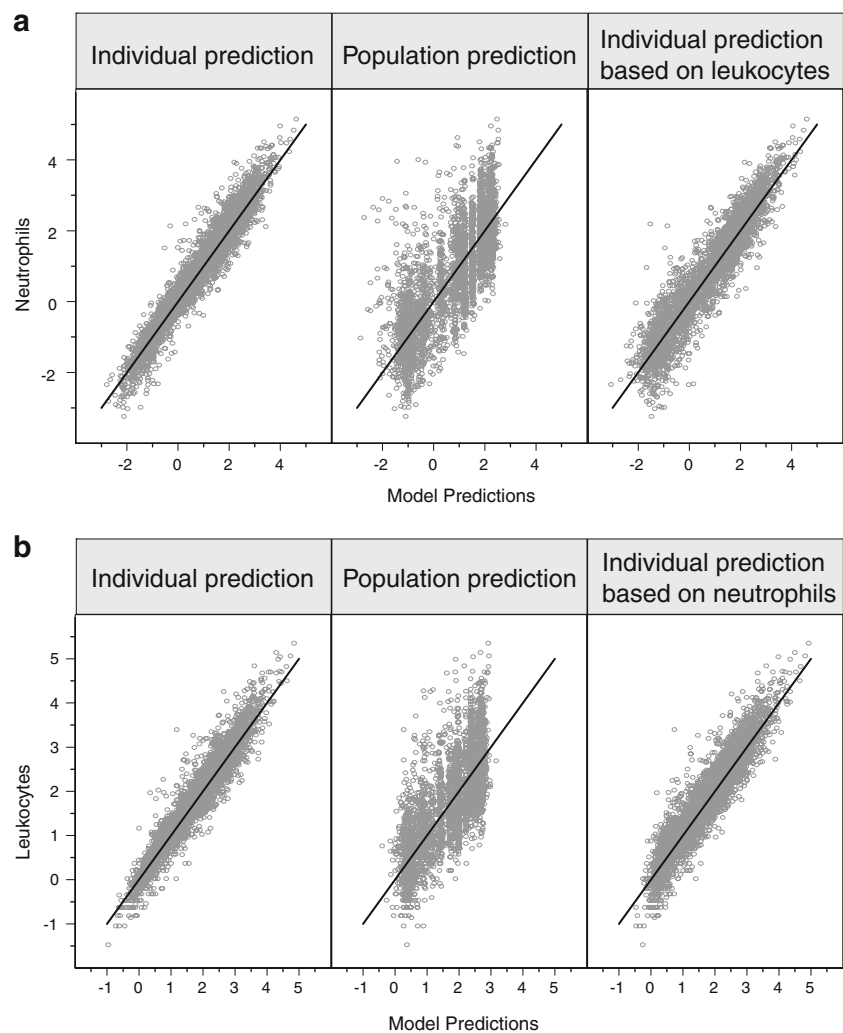 a
Individual prediction
Population prediction
Individual prediction
based on leukocytes
Neutrophils
4
2
0
-2
-2 0 2 4
-2 0 2 4
-2 0 2 4
Model Predictions
b
Individual prediction
Population prediction
Individual prediction
based on neutrophils
Leukocytes
5
4
3
2
1
0
-1
-1 0 1 2 3 4 5
-1 0 1 2 3 4 5
-1 0 1 2 3 4 5
Model Predictions